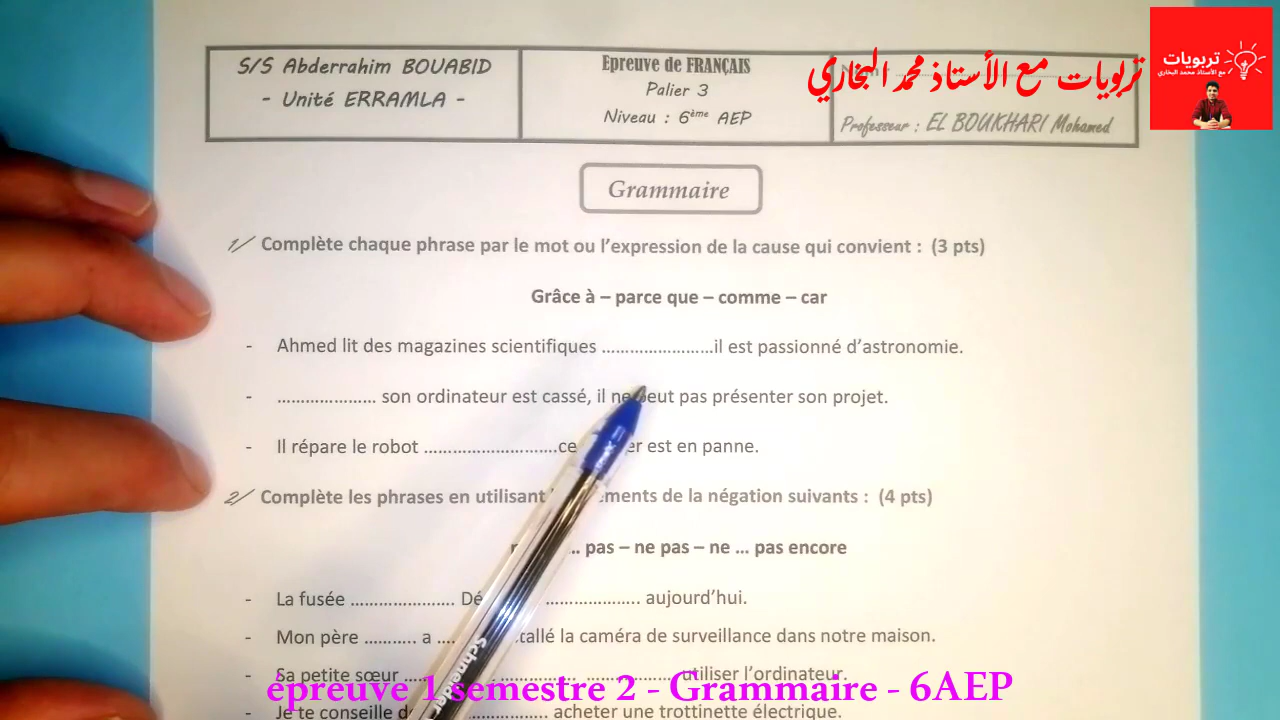 S/S Abderrahim BOUABID
- Unité ERRAMLA -
Epreuve de FRANÇAIS
Palier 3
Niveau : 6ème AEP
تربويات مع الأستاذ محمد البخاري
Professeur : EL BOUKHARI Mohamed
تربويات
مع الأستاذ محمد البخاري
Grammaire
1/ Complète chaque phrase par le mot ou l'expression de la cause qui convient : (3 pts)
Grâce à – parce que – comme – car
- Ahmed lit des magazines scientifiques ........................il est passionné d'astronomie.
- ..................... son ordinateur est cassé, il ne peut pas présenter son projet.
- Il répare le robot ............................ce er est en panne.
2/ Complète les phrases en utilisant ments de la négation suivants : (4 pts)
.. pas – ne pas – ne ... pas encore
- La fusée ...................... Dé .................... aujourd'hui.
- Mon père ........... a .... tallé la caméra de surveillance dans notre maison.
- Sa petite sœur ..... utiliser l'ordinateur.
- Je te conseille d ................. acheter une trottinette électrique.
Schneider
epreuve 1 semestre 2 - Grammaire - 6AEP